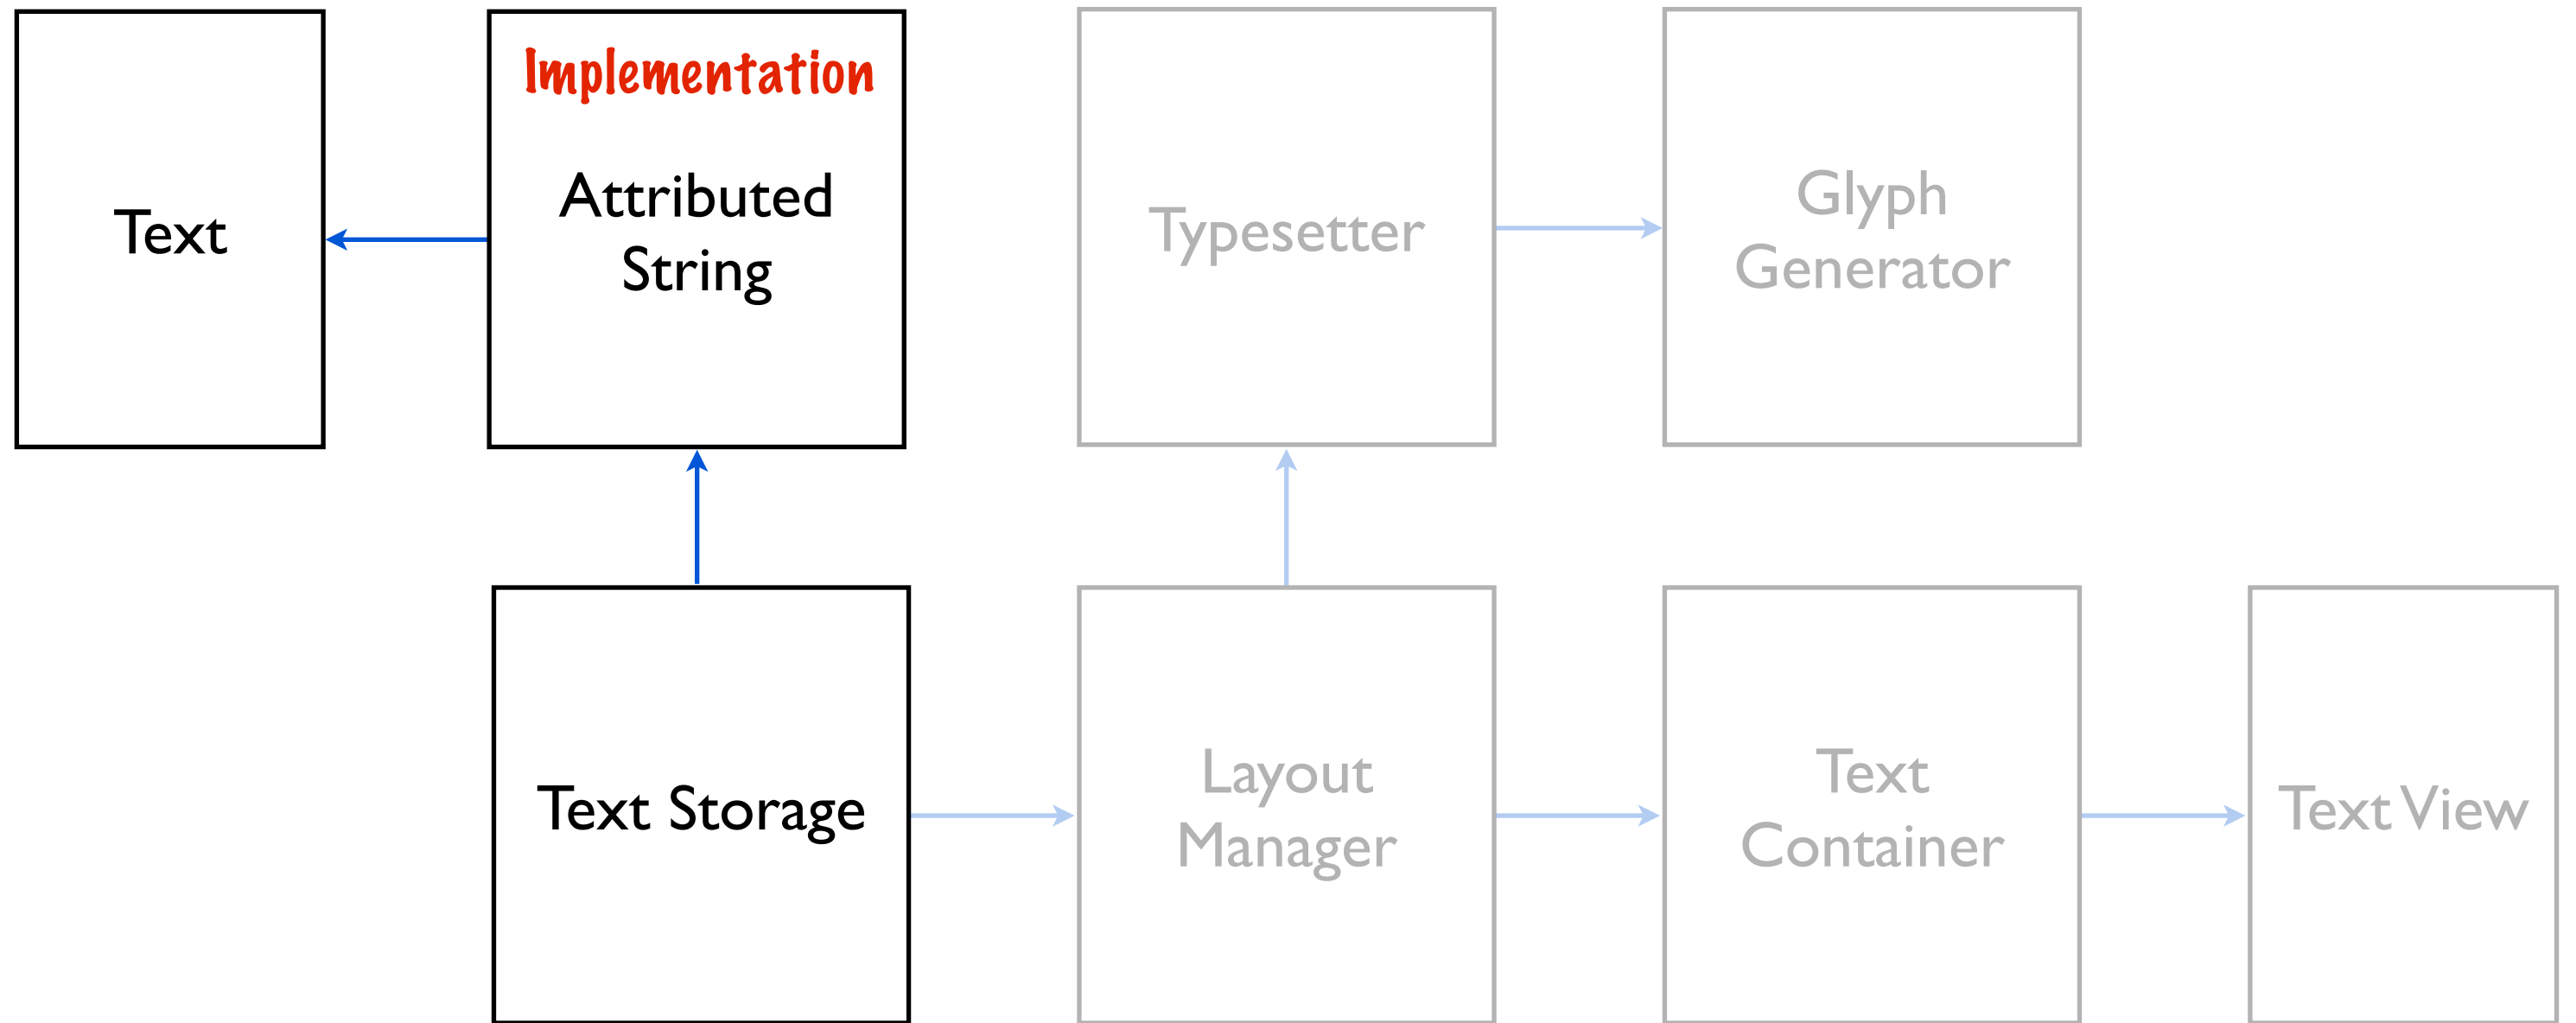 Text
Implementation
Attributed
String
Typesetter
Glyph
Generator
Text Storage
Layout
Manager
Text
Container
Text View